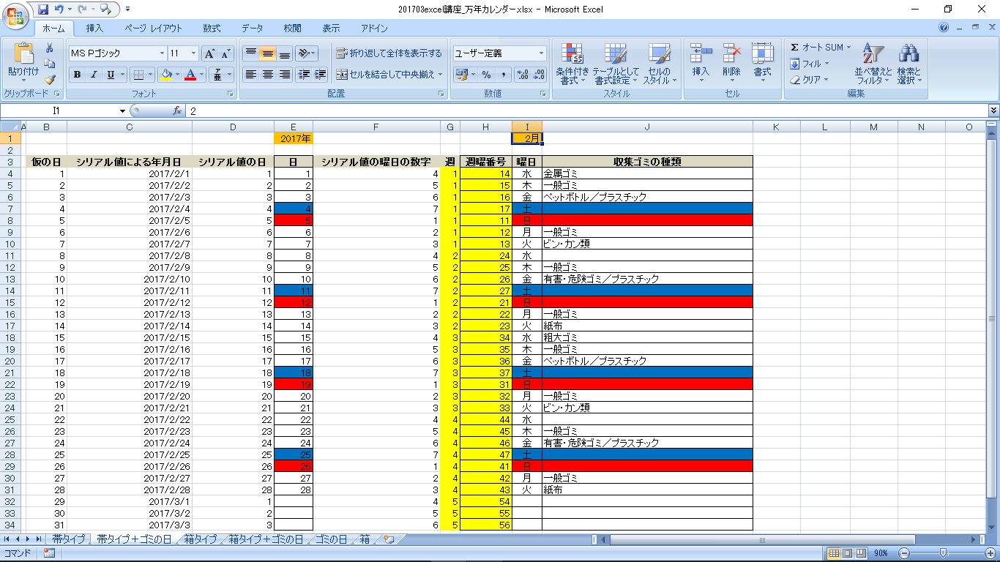 201703excel講座_万年カレンダー.xlsx - Microsoft Excel
ホーム 挿入 ページ レイアウト 数式 データ 校閲 表示 アドイン
MS Pゴシック 11 折り返して全体を表示する ユーザー定義 Σ オート SUM
貼り付け B I U 亜 セルを結合して中央揃え % , 条件付き書式 テーブルとして書式設定 セルのスタイル 挿入 削除 書式 フィル クリア 並べ替えとフィルタ 検索と選択
クリップボード フォント 配置 数値 スタイル セル 編集
I1 fx 2
A B C D E F G H I J K L M N O
1 2017年 2月
2
3 仮の日 シリアル値による年月日 シリアル値の日 日 シリアル値の曜日の数字 週 週曜番号 曜日 収集ゴミの種類
4 1 2017/2/1 1 1 4 1 14 水 金属ゴミ
5 2 2017/2/2 2 2 5 1 15 木 一般ゴミ
6 3 2017/2/3 3 3 6 1 16 金 ペットボトル／プラスチック
7 4 2017/2/4 4 4 7 1 17 土
8 5 2017/2/5 5 5 1 1 11 日
9 6 2017/2/6 6 6 2 1 12 月 一般ゴミ
10 7 2017/2/7 7 7 3 1 13 火 ビン・カン類
11 8 2017/2/8 8 8 4 2 24 水
12 9 2017/2/9 9 9 5 2 25 木 一般ゴミ
13 10 2017/2/10 10 10 6 2 26 金 有害・危険ゴミ／プラスチック
14 11 2017/2/11 11 11 7 2 27 土
15 12 2017/2/12 12 12 1 2 21 日
16 13 2017/2/13 13 13 2 2 22 月 一般ゴミ
17 14 2017/2/14 14 14 3 2 23 火 紙布
18 15 2017/2/15 15 15 4 3 34 水 粗大ゴミ
19 16 2017/2/16 16 16 5 3 35 木 一般ゴミ
20 17 2017/2/17 17 17 6 3 36 金 ペットボトル／プラスチック
21 18 2017/2/18 18 18 7 3 37 土
22 19 2017/2/19 19 19 1 3 31 日
23 20 2017/2/20 20 20 2 3 32 月 一般ゴミ
24 21 2017/2/21 21 21 3 3 33 火 ビン・カン類
25 22 2017/2/22 22 22 4 4 44 水
26 23 2017/2/23 23 23 5 4 45 木 一般ゴミ
27 24 2017/2/24 24 24 6 4 46 金 有害・危険ゴミ／プラスチック
28 25 2017/2/25 25 25 7 4 47 土
29 26 2017/2/26 26 26 1 4 41 日
30 27 2017/2/27 27 27 2 4 42 月 一般ゴミ
31 28 2017/2/28 28 28 3 4 43 火 紙布
32 29 2017/3/1 1 4 5 54
33 30 2017/3/2 2 5 5 55
34 31 2017/3/3 3 6 5 56
帯タイプ 帯タイプ＋ゴミの日 箱タイプ 箱タイプ＋ゴミの日 ゴミの日 箱
コマンド 90%